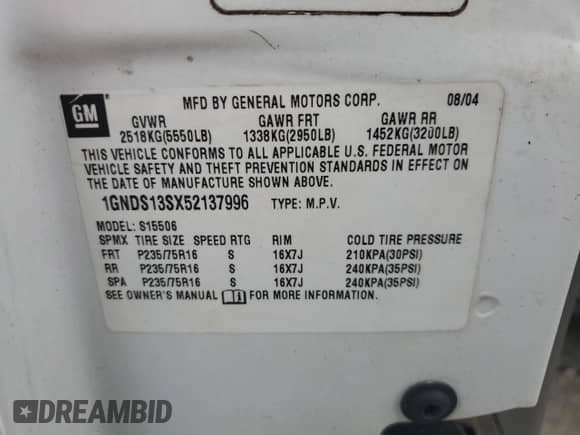 GM
MFD BY GENERAL MOTORS CORP. 08/04
GVWR GAWR FRT GAWR RR
2518KG(5550LB) 1338KG(2950LB) 1452KG(3200LB)
THIS VEHICLE CONFORMS TO ALL APPLICABLE U.S. FEDERAL MOTOR
VEHICLE SAFETY AND THEFT PREVENTION STANDARDS IN EFFECT ON
THE DATE OF MANUFACTURE SHOWN ABOVE.
1GNDS13SX52137996 TYPE: M.P.V.
MODEL: S15506
SPMX TIRE SIZE SPEED RTG RIM COLD TIRE PRESSURE
FRT P235/75R16 S 16X7J 210KPA(30PSI)
RR P235/75R16 S 16X7J 240KPA(35PSI)
SPA P235/75R16 S 16X7J 240KPA(35PSI)
SEE OWNER'S MANUAL FOR MORE INFORMATION.
DREAMBID